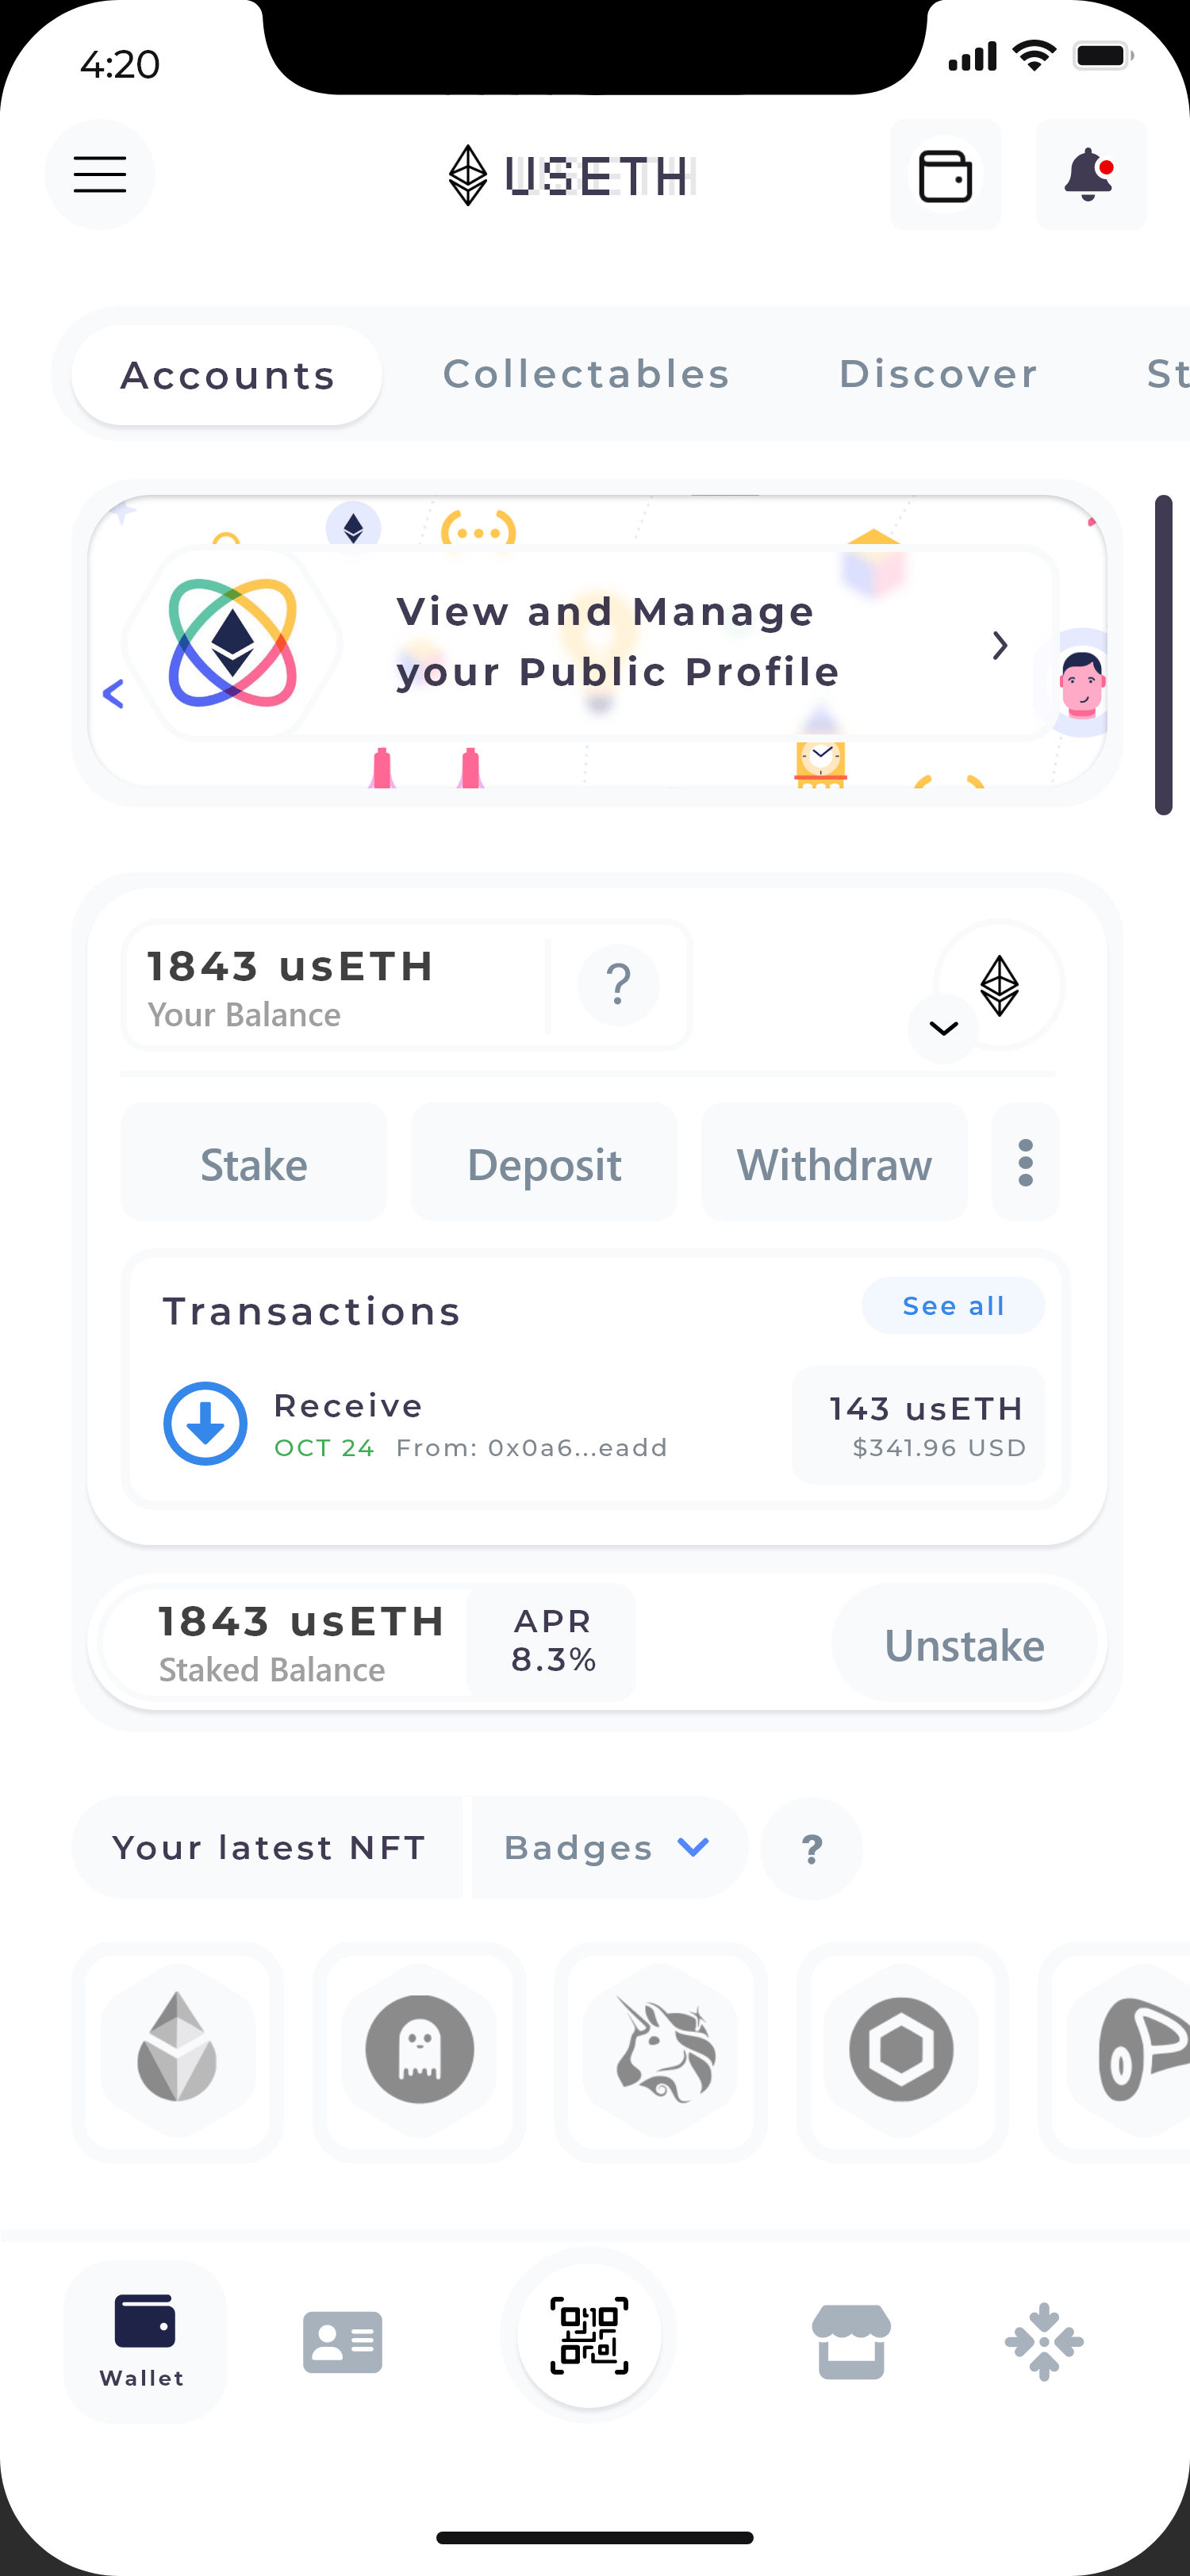 4:20
USETH
Accounts
Collectables
Discover
St
View and Manage
your Public Profile
1843 usETH
Your Balance
?
Stake
Deposit
Withdraw
Transactions
See all
Receive
143 usETH
OCT 24 From: 0x0a6...eadd
$341.96 USD
1843 usETH
Staked Balance
APR
8.3%
Unstake
Your latest NFT
Badges
?
Wallet